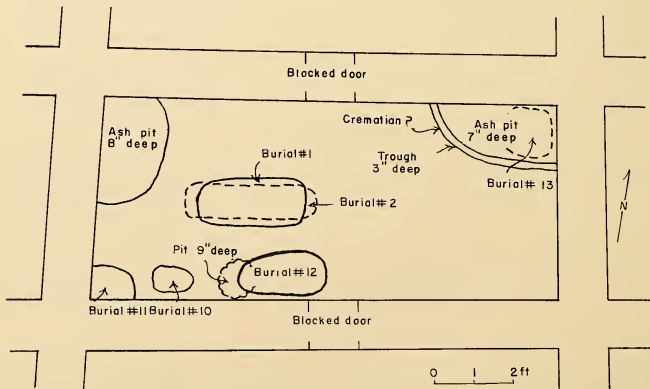 Blocked door
Cremation ?
Ash pit
8" deep
Ash pit
7" deep
Trough
3" deep
Burial#1
Burial# 13
Burial# 2
N
Pit 9" deep
Burial#12
Burial #11
Burial#10
Blocked door
0 1 2 ft